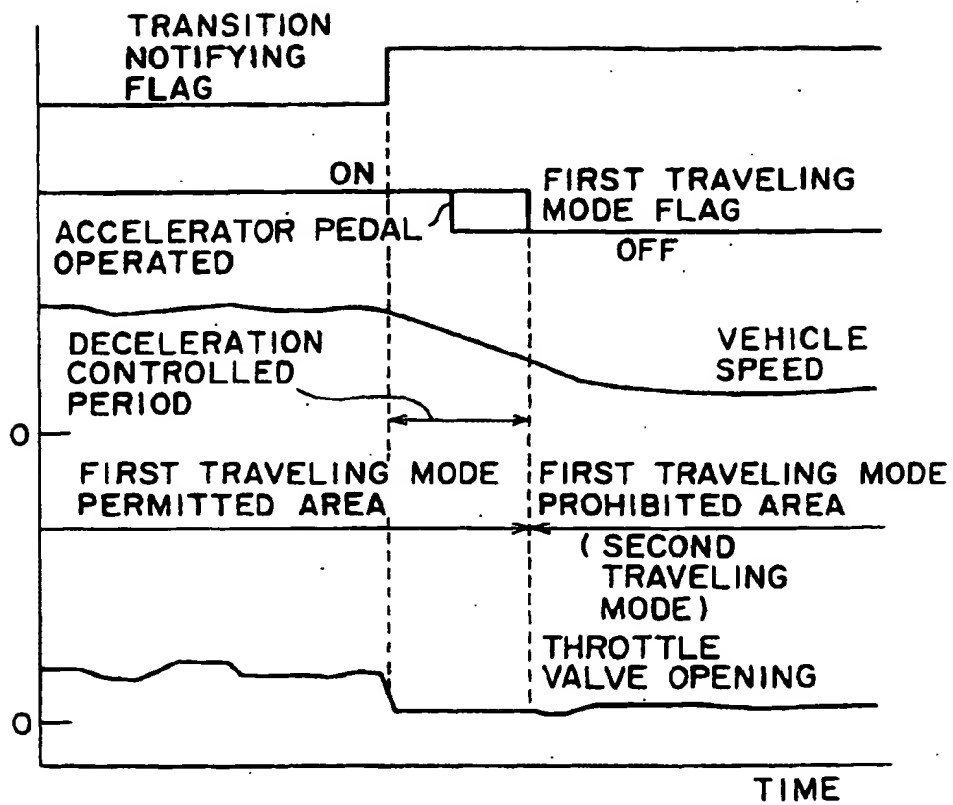 TRANSITION
NOTIFYING
FLAG
ON
FIRST TRAVELING
MODE FLAG
ACCELERATOR PEDAL
OPERATED
OFF
DECELERATION
CONTROLLED
PERIOD
VEHICLE
SPEED
0
FIRST TRAVELING MODE
PERMITTED AREA
FIRST TRAVELING MODE
PROHIBITED AREA
(SECOND
TRAVELING
MODE)
THROTTLE
VALVE OPENING
0
TIME